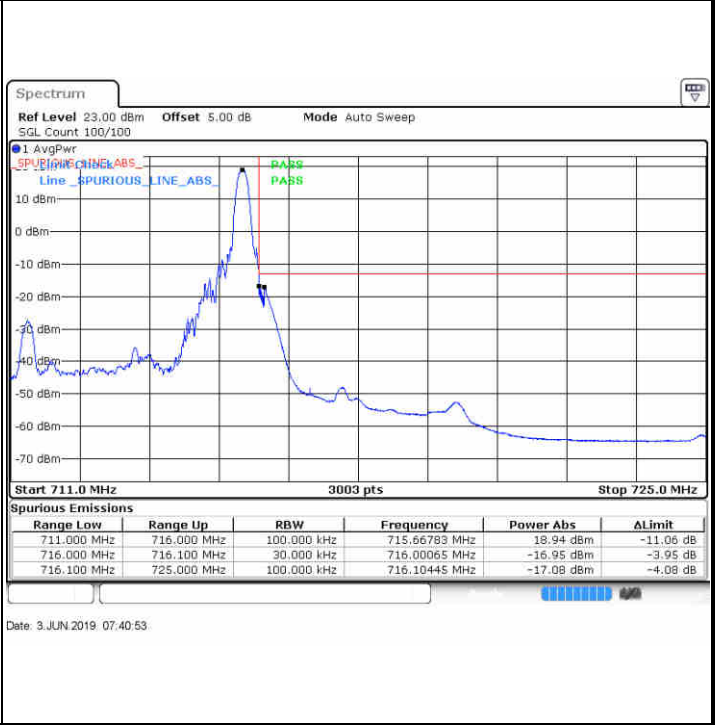 Spectrum
Ref Level 23.00 dBm Offset 5.00 dB Mode Auto Sweep
SGL Count 100/100
1 AvgPwr
_SPURIOUS_LINE_ABS_
Limit Check PASS
Line _SPURIOUS_LINE_ABS_ PASS
10 dBm
0 dBm
-10 dBm
-20 dBm
-30 dBm
-40 dBm
-50 dBm
-60 dBm
-70 dBm
Start 711.0 MHz 3003 pts Stop 725.0 MHz
Spurious Emissions
Range Low Range Up RBW Frequency Power Abs ΔLimit
711.000 MHz 716.000 MHz 100.000 kHz 715.66783 MHz 18.94 dBm -11.06 dB
716.000 MHz 716.100 MHz 30.000 kHz 716.00065 MHz -16.95 dBm -3.95 dB
716.100 MHz 725.000 MHz 100.000 kHz 716.10445 MHz -17.08 dBm -4.08 dB
Date: 3.JUN.2019 07:40:53